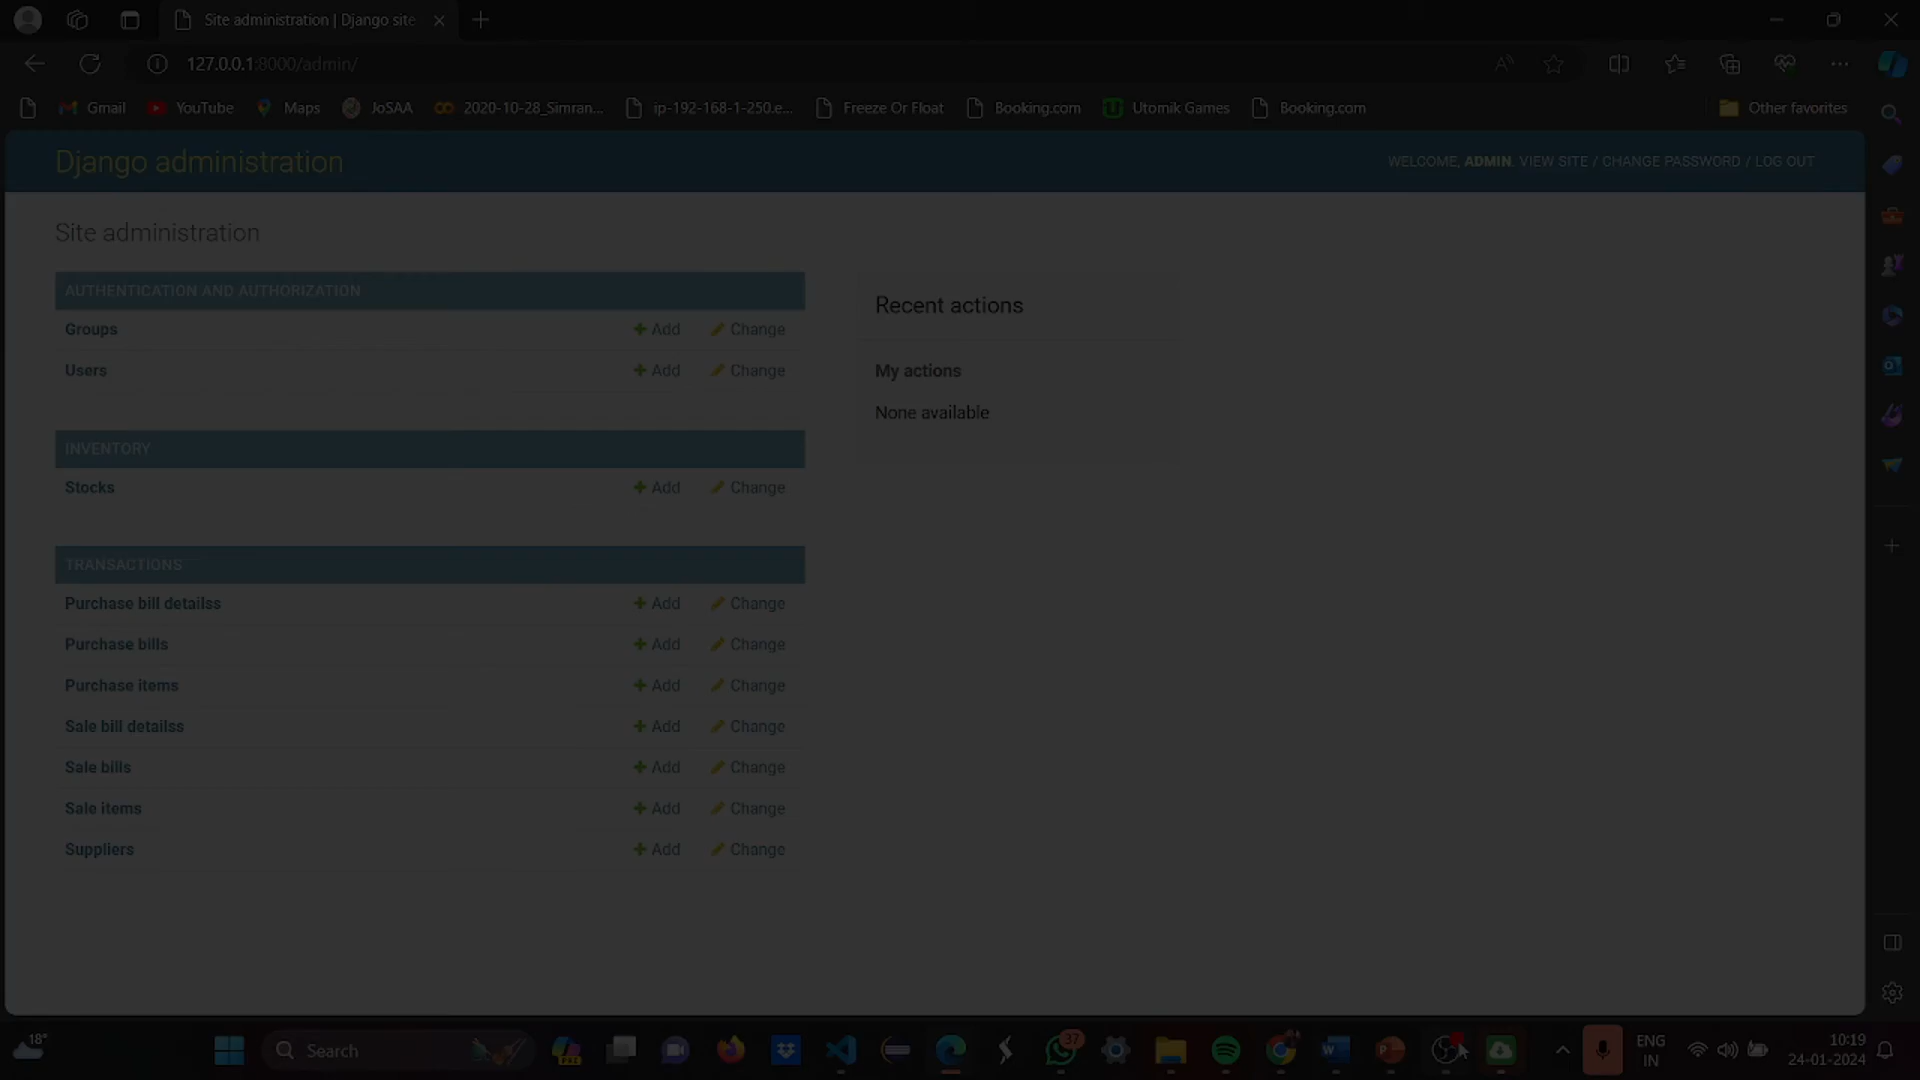 Site administration | Django site
127.0.0.1:8000/admin/
Gmail YouTube Maps JoSAA 2020-10-28_Simran... ip-192-168-1-250.e... Freeze Or Float Booking.com Utomik Games Booking.com Other favorites
Django administration
WELCOME, ADMIN. VIEW SITE / CHANGE PASSWORD / LOG OUT
Site administration
AUTHENTICATION AND AUTHORIZATION
Groups Add Change
Users Add Change
INVENTORY
Stocks Add Change
TRANSACTIONS
Purchase bill detailss Add Change
Purchase bills Add Change
Purchase items Add Change
Sale bill detailss Add Change
Sale bills Add Change
Sale items Add Change
Suppliers Add Change
Recent actions
My actions
None available
18°
Search
PRE
37
ENG
IN
10:19
24-01-2024